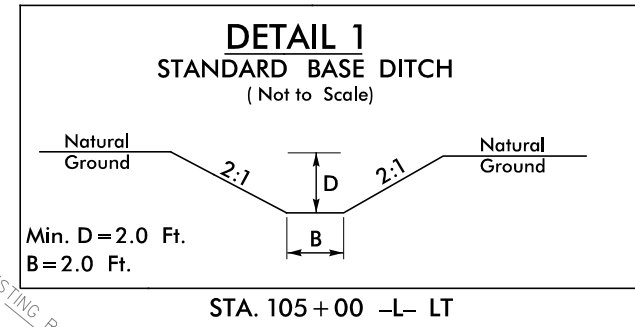 DETAIL 1
STANDARD BASE DITCH
( Not to Scale)
Natural
Ground
2:1
D
2:1
Natural
Ground
B
Min. D=2.0 Ft.
B=2.0 Ft.
STA. 105+00 -L- LT